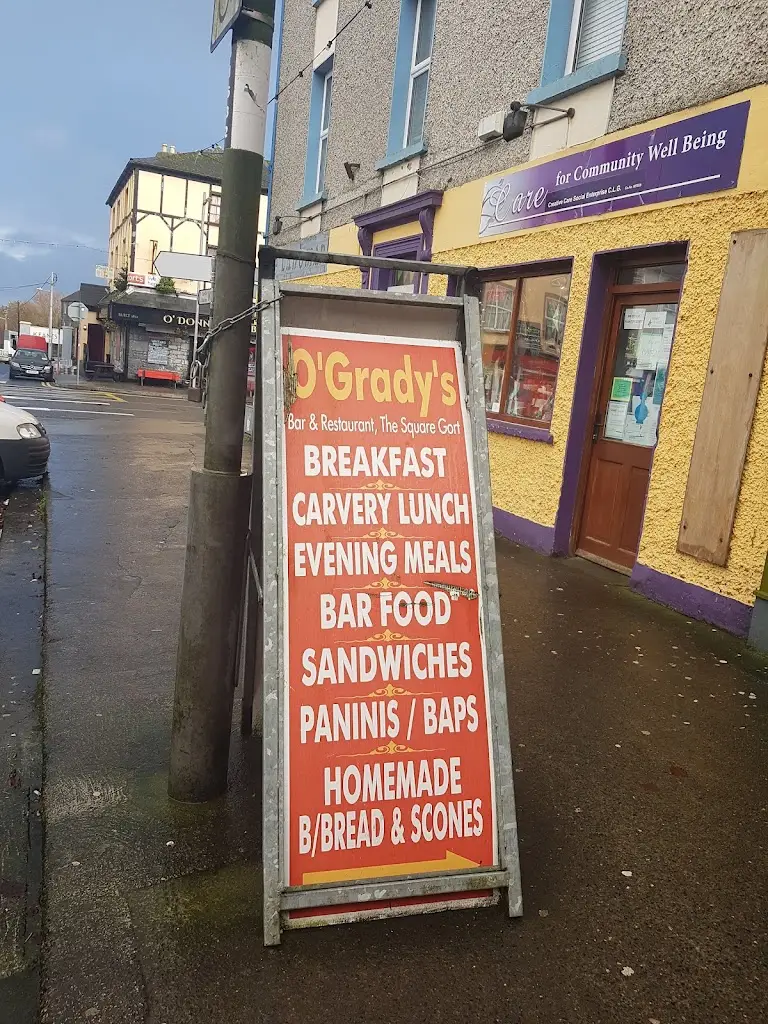 O'Grady's
Bar & Restaurant, The Square Gort
BREAKFAST
CARVERY LUNCH
EVENING MEALS
BAR FOOD
SANDWICHES
PANINIS / BAPS
HOMEMADE
B/BREAD & SCONES
Care for Community Well Being
Creative Care Social Enterprise C.L.G.
O'DONN